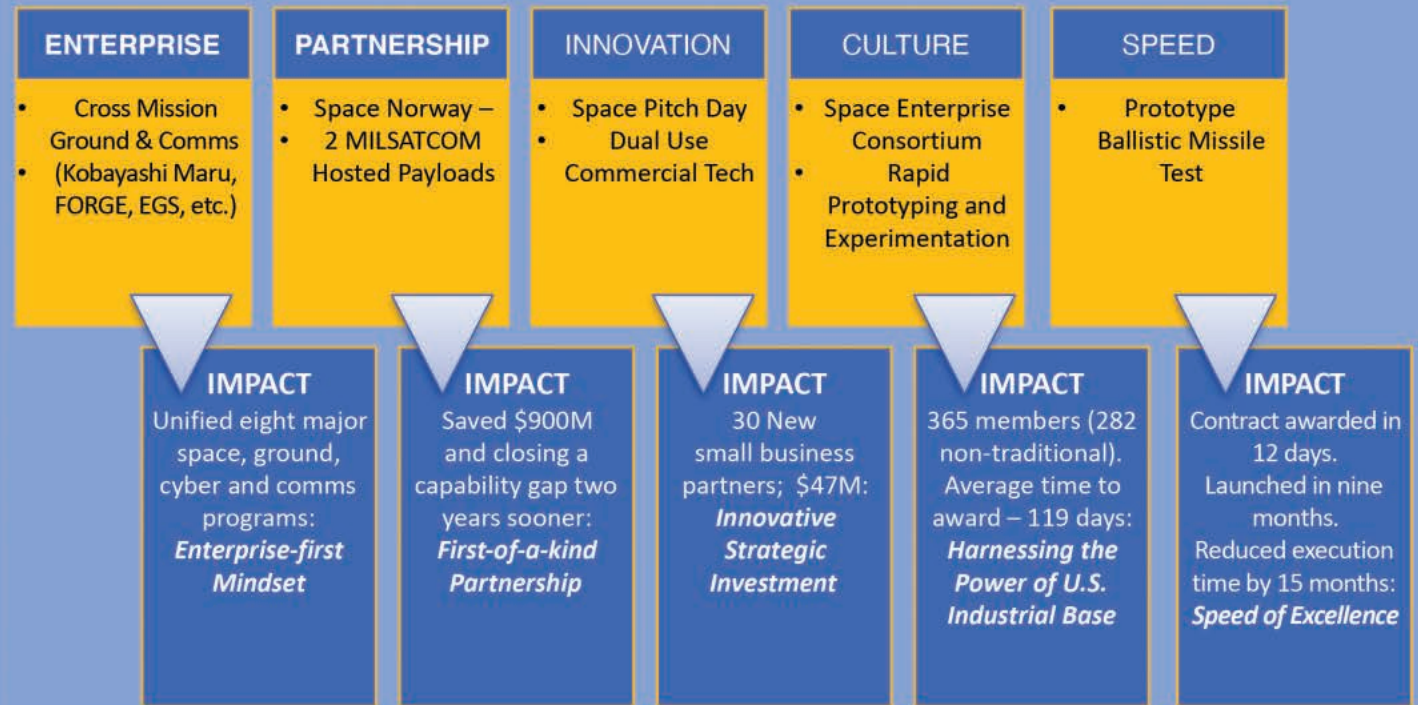 ENTERPRISE
• Cross Mission
Ground & Comms
• (Kobayashi Maru,
FORGE, EGS, etc.)
PARTNERSHIP
• Space Norway –
• 2 MILSATCOM
Hosted Payloads
INNOVATION
• Space Pitch Day
• Dual Use
Commercial Tech
CULTURE
• Space Enterprise
Consortium
• Rapid
Prototyping and
Experimentation
SPEED
• Prototype
Ballistic Missile
Test
IMPACT
Unified eight major
space, ground,
cyber and comms
programs:
Enterprise-first
Mindset
IMPACT
Saved $900M
and closing a
capability gap two
years sooner:
First-of-a-kind
Partnership
IMPACT
30 New
small business
partners; $47M:
Innovative
Strategic
Investment
IMPACT
365 members (282
non-traditional).
Average time to
award – 119 days:
Harnessing the
Power of U.S.
Industrial Base
IMPACT
Contract awarded in
12 days.
Launched in nine
months.
Reduced execution
time by 15 months:
Speed of Excellence